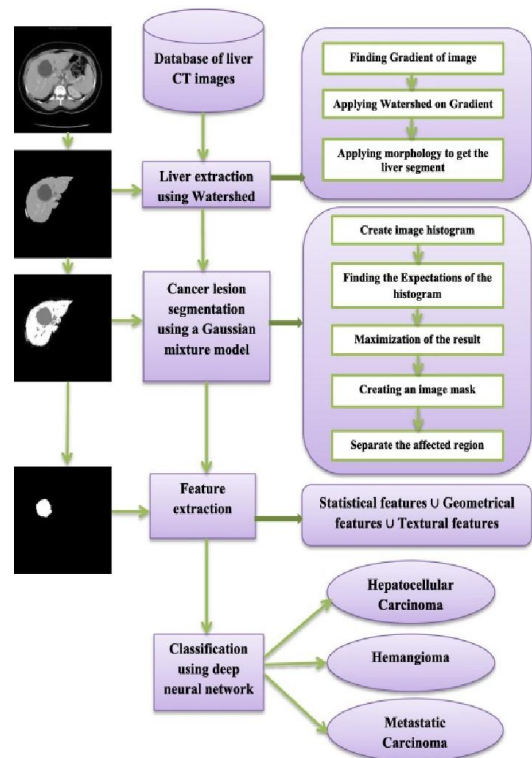 Database of liver
CT images
Finding Gradient of image
Applying Watershed on Gradient
Applying morphology to get the
liver segment
Liver extraction
using Watershed
Create image histogram
Finding the Expectations of the
histogram
Maximization of the result
Creating an image mask
Separate the affected region
Cancer lesion
segmentation
using a Gaussian
mixture model
Feature
extraction
Statistical features ∪ Geometrical
features ∪ Textural features
Classification
using deep
neural network
Hepatocellular
Carcinoma
Hemangioma
Metastatic
Carcinoma